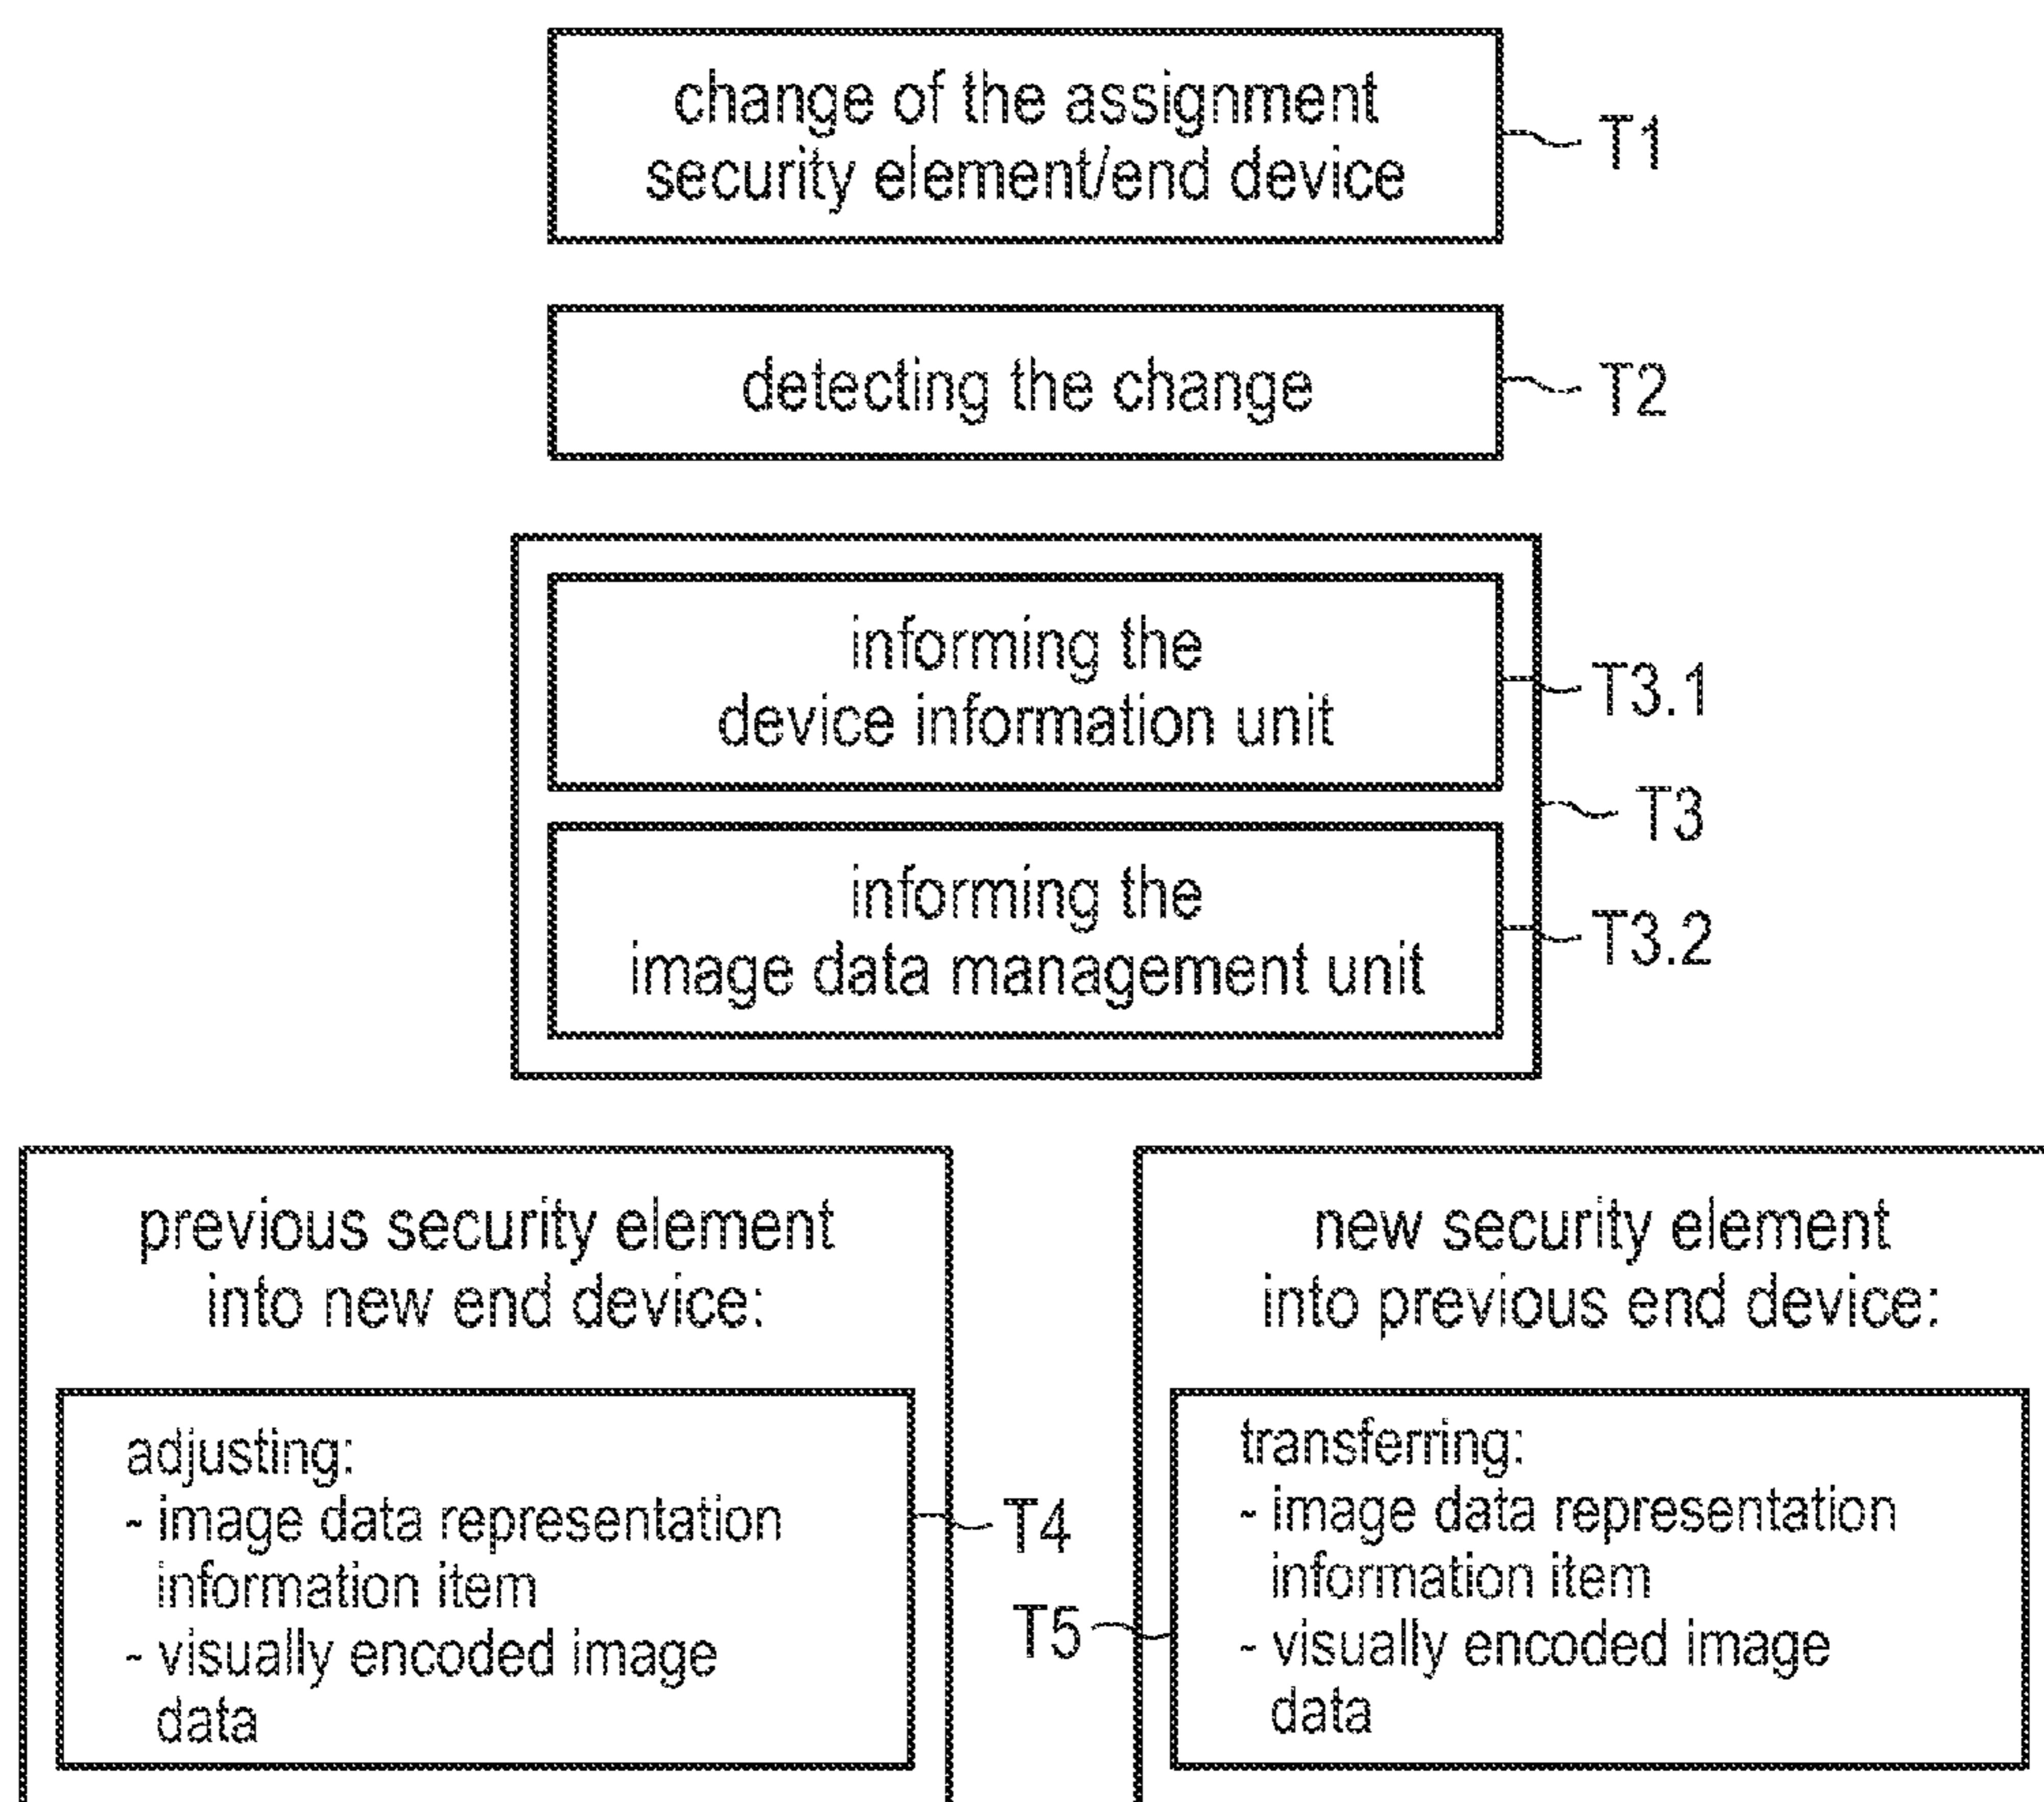 change of the assignment
security element/end device
T1
detecting the change
T2
informing the
device information unit
T3.1
T3
informing the
image data management unit
T3.2
previous security element
into new end device:
adjusting:
- image data representation
information item
- visually encoded image
data
T4
new security element
into previous end device:
transferring:
- image data representation
information item
- visually encoded image
data
T5